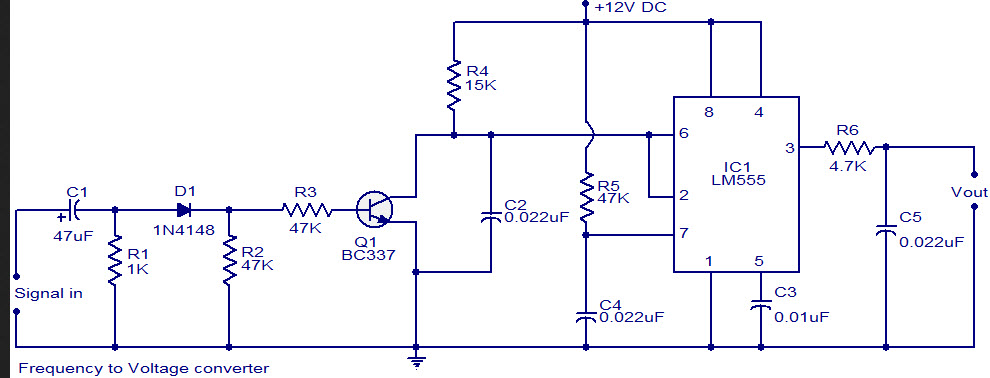 +12V DC
R4
15K
8
4
6
R6
3
4.7K
IC1
LM555
C1
+
47uF
D1
1N4148
R3
47K
Q1
BC337
C2
0.022uF
R5
47K
2
7
Vout
C5
0.022uF
R1
1K
R2
47K
1
5
Signal in
C4
0.022uF
C3
0.01uF
Frequency to Voltage converter